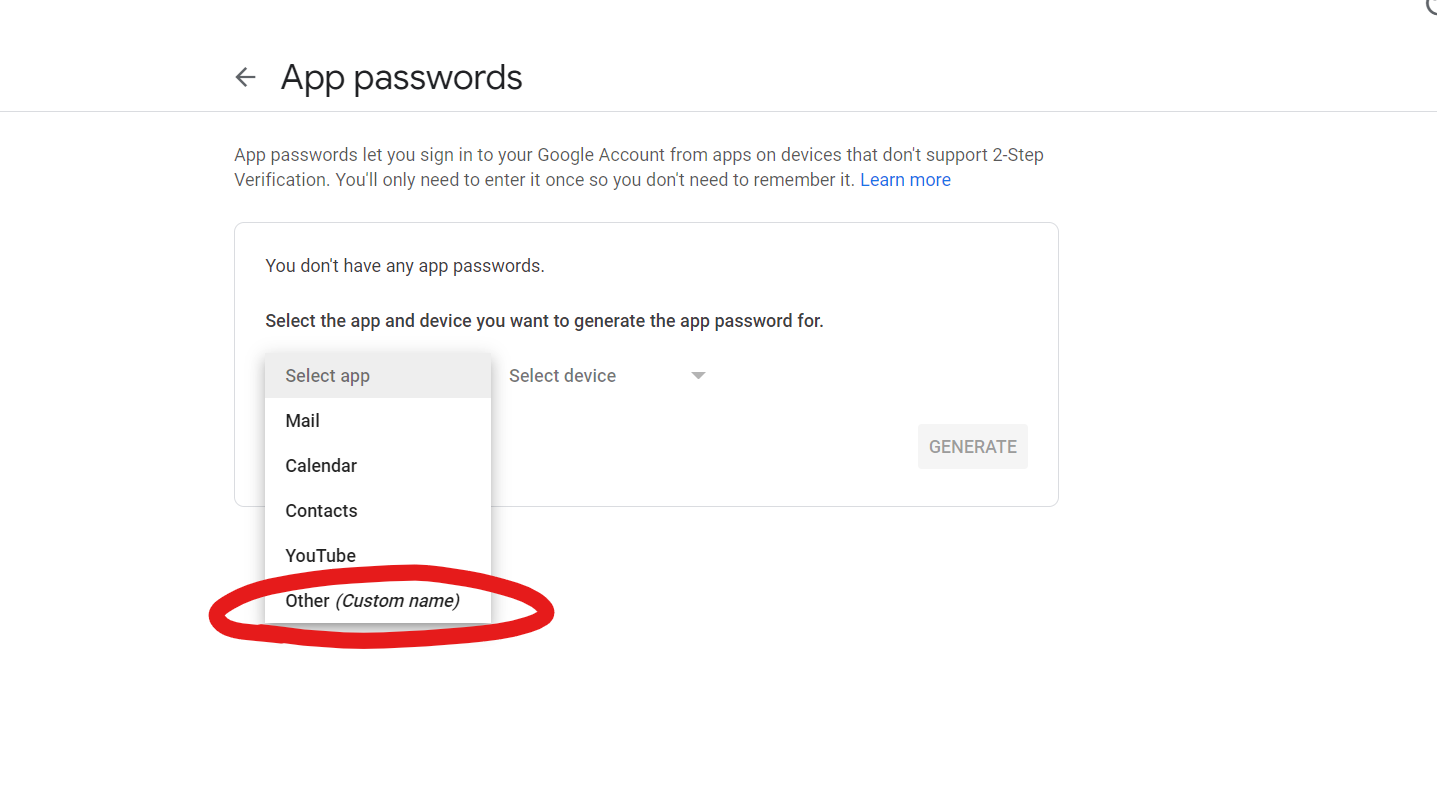 App passwords
App passwords let you sign in to your Google Account from apps on devices that don't support 2-Step
Verification. You'll only need to enter it once so you don't need to remember it. Learn more
You don't have any app passwords.
Select the app and device you want to generate the app password for.
Select app
Select device
Mail
Calendar
Contacts
YouTube
Other (Custom name)
GENERATE